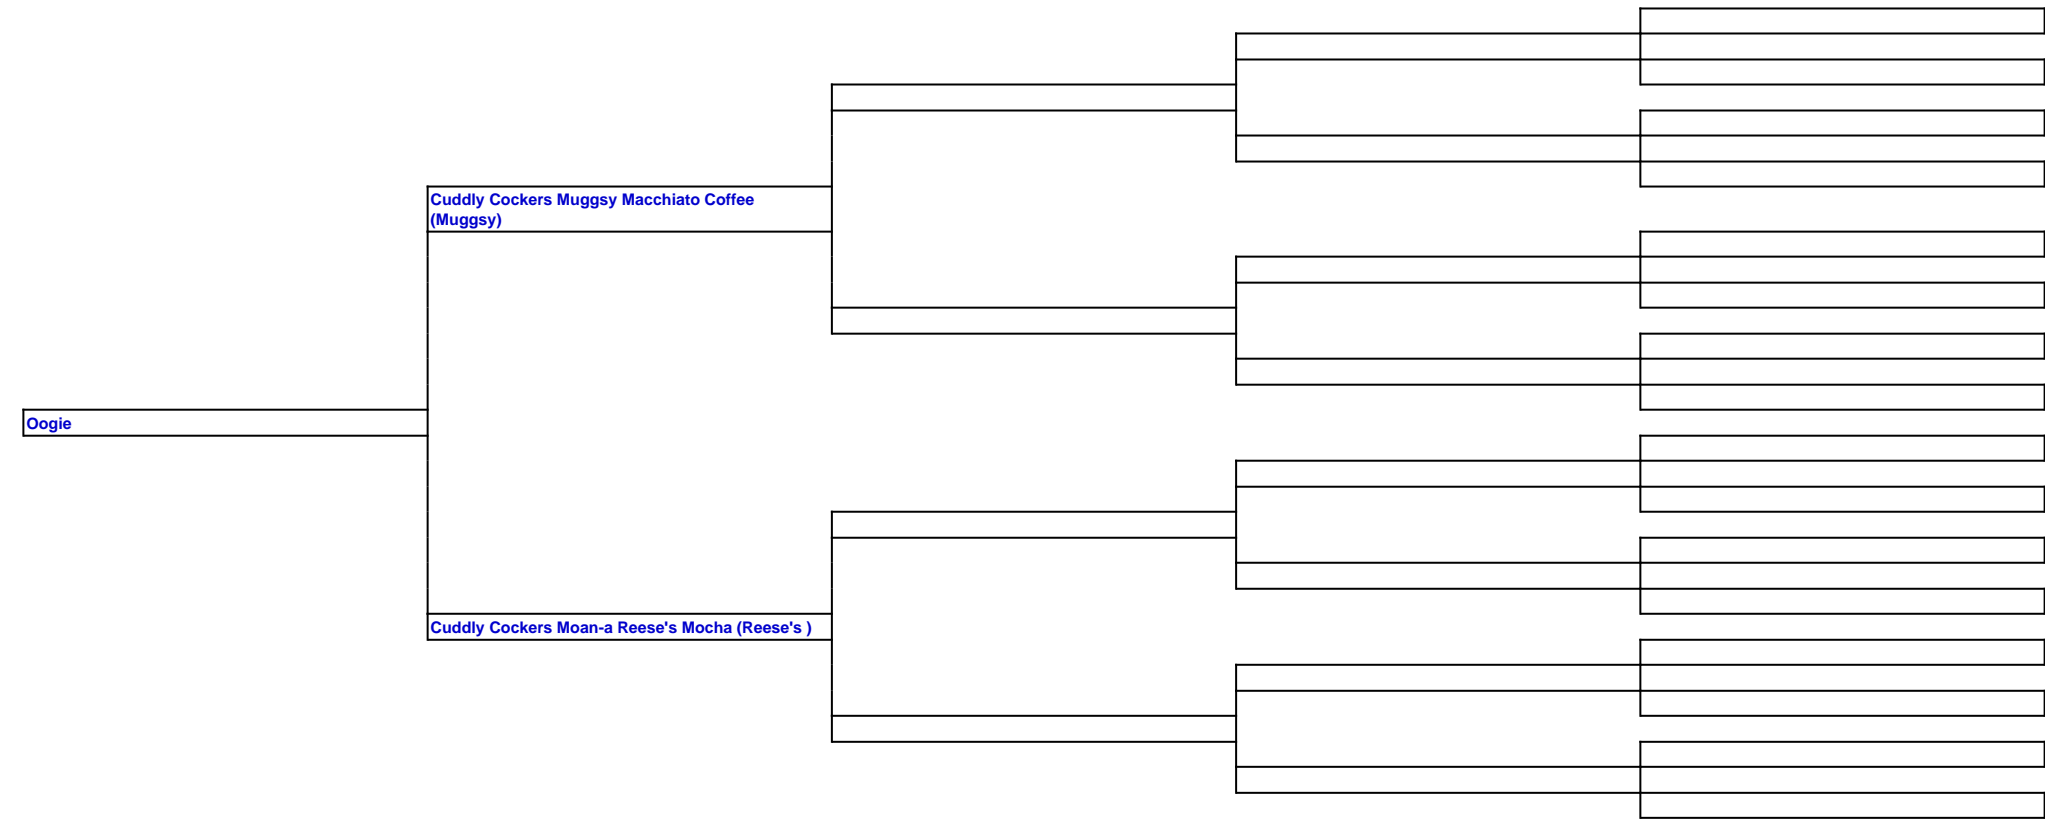 Cuddly Cockers Muggsy Macchiato Coffee
(Muggsy)
Oogie
Cuddly Cockers Moan-a Reese's Mocha (Reese's )